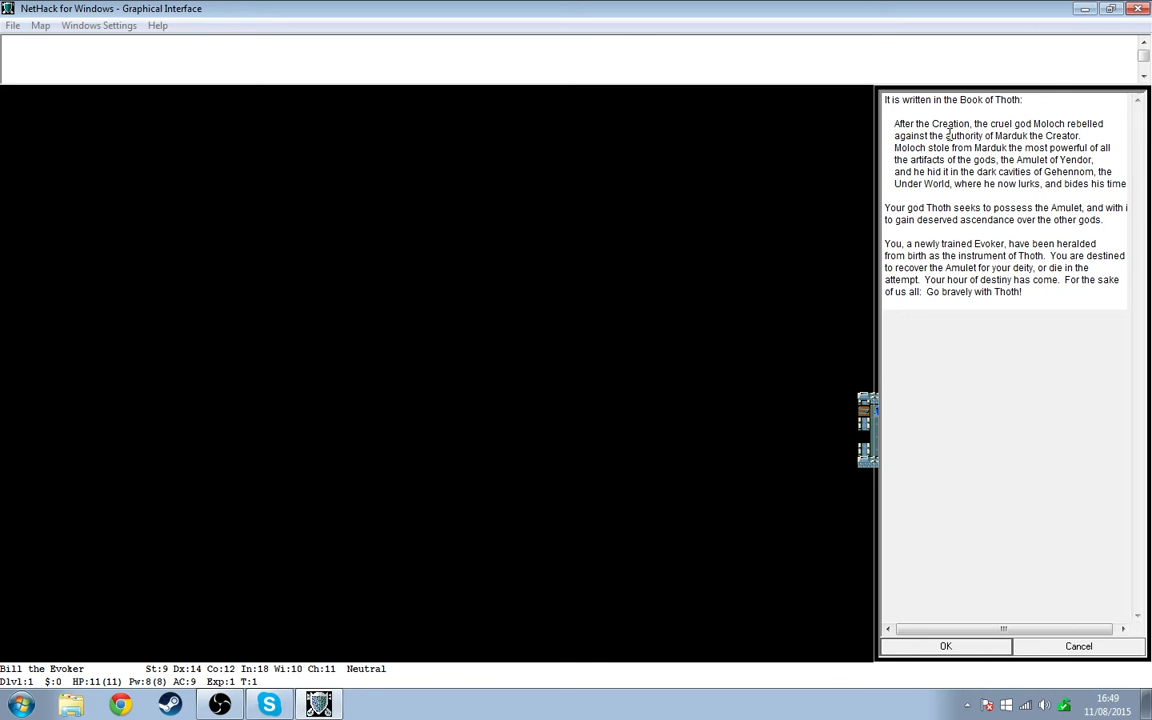 NetHack for Windows - Graphical Interface
File Map Windows Settings Help
It is written in the Book of Thoth:
After the Creation, the cruel god Moloch rebelled
against the authority of Marduk the Creator.
Moloch stole from Marduk the most powerful of all
the artifacts of the gods, the Amulet of Yendor,
and he hid it in the dark cavities of Gehennom, the
Under World, where he now lurks, and bides his time
Your god Thoth seeks to possess the Amulet, and with i
to gain deserved ascendance over the other gods.
You, a newly trained Evoker, have been heralded
from birth as the instrument of Thoth. You are destined
to recover the Amulet for your deity, or die in the
attempt. Your hour of destiny has come. For the sake
of us all: Go bravely with Thoth!
OK Cancel
Bill the Evoker St:9 Dx:14 Co:12 In:18 Wi:10 Ch:11 Neutral
Dlvl:1 $:0 HP:11(11) Pw:8(8) AC:9 Exp:1 T:1
16:49
11/08/2015